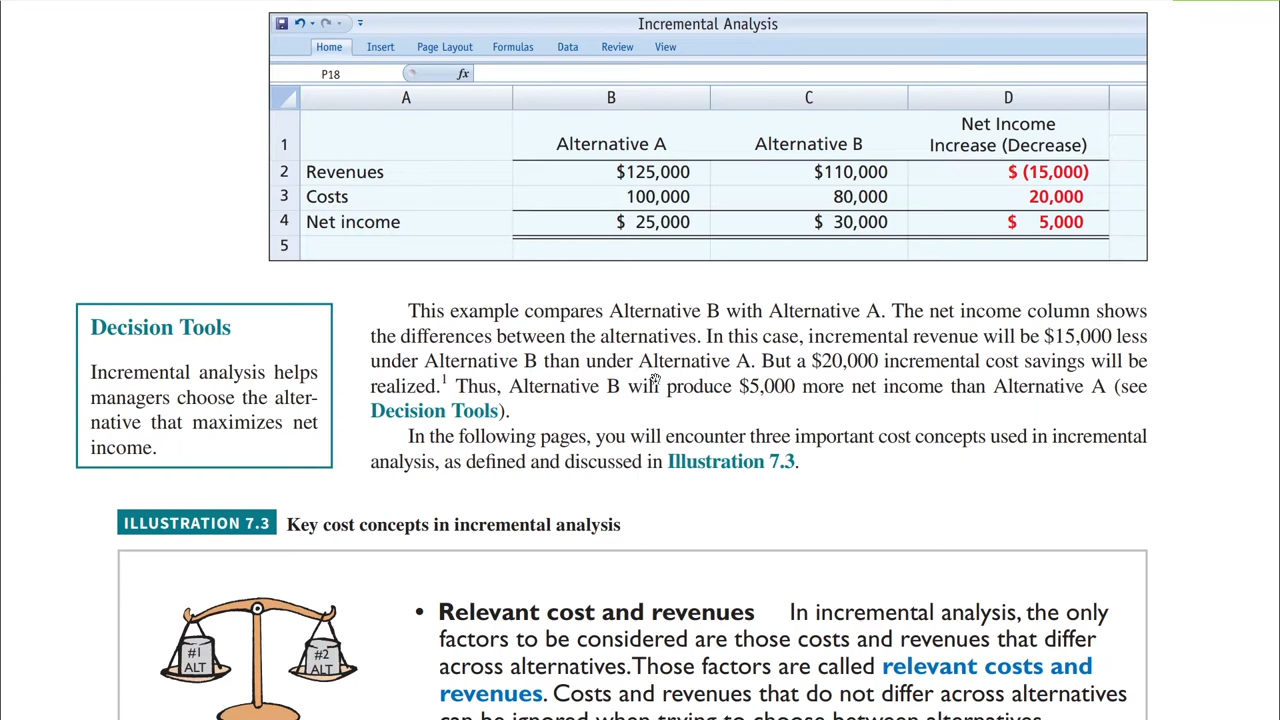 Incremental Analysis
Home Insert Page Layout Formulas Data Review View
P18 fx
A B C D
Net Income
1 Alternative A Alternative B Increase (Decrease)
2 Revenues $125,000 $110,000 $ (15,000)
3 Costs 100,000 80,000 20,000
4 Net income $ 25,000 $ 30,000 $ 5,000
5
Decision Tools
Incremental analysis helps
managers choose the alter-
native that maximizes net
income.
This example compares Alternative B with Alternative A. The net income column shows
the differences between the alternatives. In this case, incremental revenue will be $15,000 less
under Alternative B than under Alternative A. But a $20,000 incremental cost savings will be
realized.1 Thus, Alternative B will produce $5,000 more net income than Alternative A (see
Decision Tools).
In the following pages, you will encounter three important cost concepts used in incremental
analysis, as defined and discussed in Illustration 7.3.
ILLUSTRATION 7.3 Key cost concepts in incremental analysis
#1
ALT
#2
ALT
• Relevant cost and revenues In incremental analysis, the only
factors to be considered are those costs and revenues that differ
across alternatives. Those factors are called relevant costs and
revenues. Costs and revenues that do not differ across alternatives
can be ignored when trying to choose between alternatives.